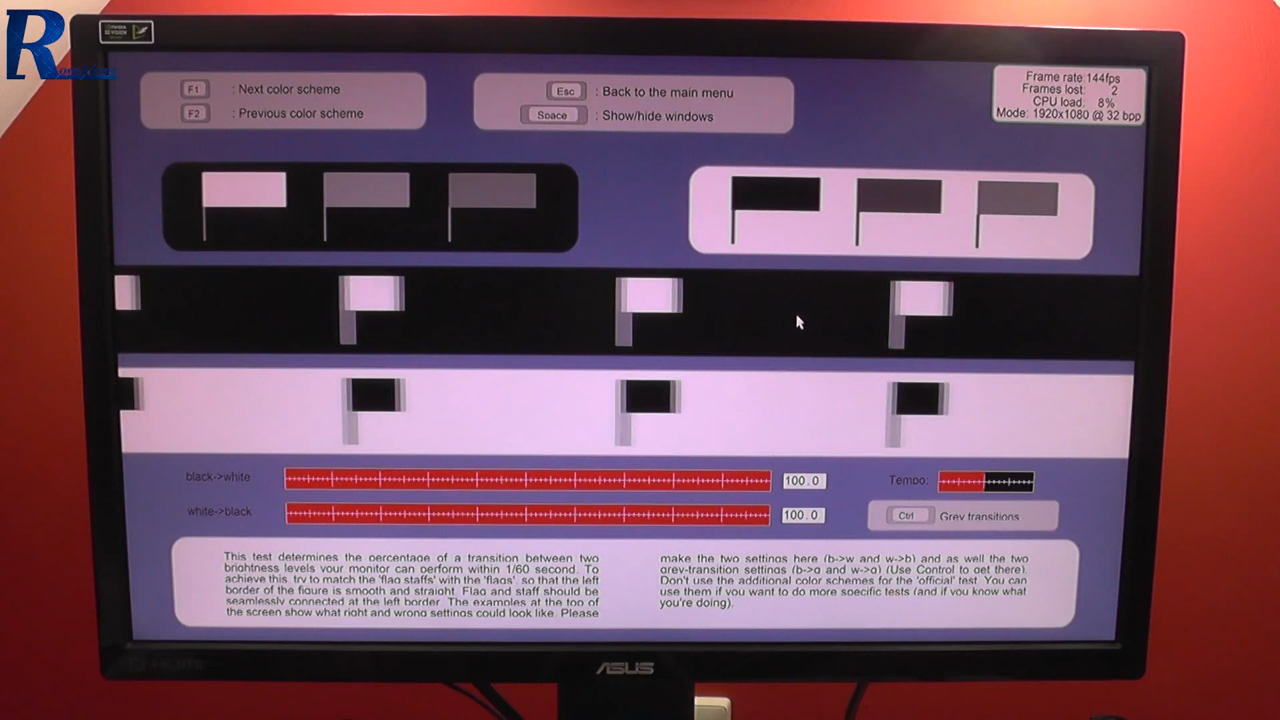 R
NVIDIA
3D VISION
F1 : Next color scheme
F2 : Previous color scheme
Esc : Back to the main menu
Space : Show/hide windows
Frame rate:144fps
Frames lost: 2
CPU load: 8%
Mode: 1920x1080 @ 32 bpp
black->white 100.0
white->black 100.0
Tempo:
Ctrl Grey transitions
This test determines the percentage of a transition between two
brightness levels your monitor can perform within 1/60 second. To
achieve this, try to match the 'flag staffs' with the 'flags', so that the left
border of the figure is smooth and straight. Flag and staff should be
seamlessly connected at the left border. The examples at the top of
the screen show what right and wrong settings could look like. Please
make the two settings here (b->w and w->b) and as well the two
grey-transition settings (b->g and w->g) (Use Control to get there).
Don't use the additional color schemes for the 'official' test. You can
use them if you want to do more specific tests (and if you know what
you're doing).
ASUS